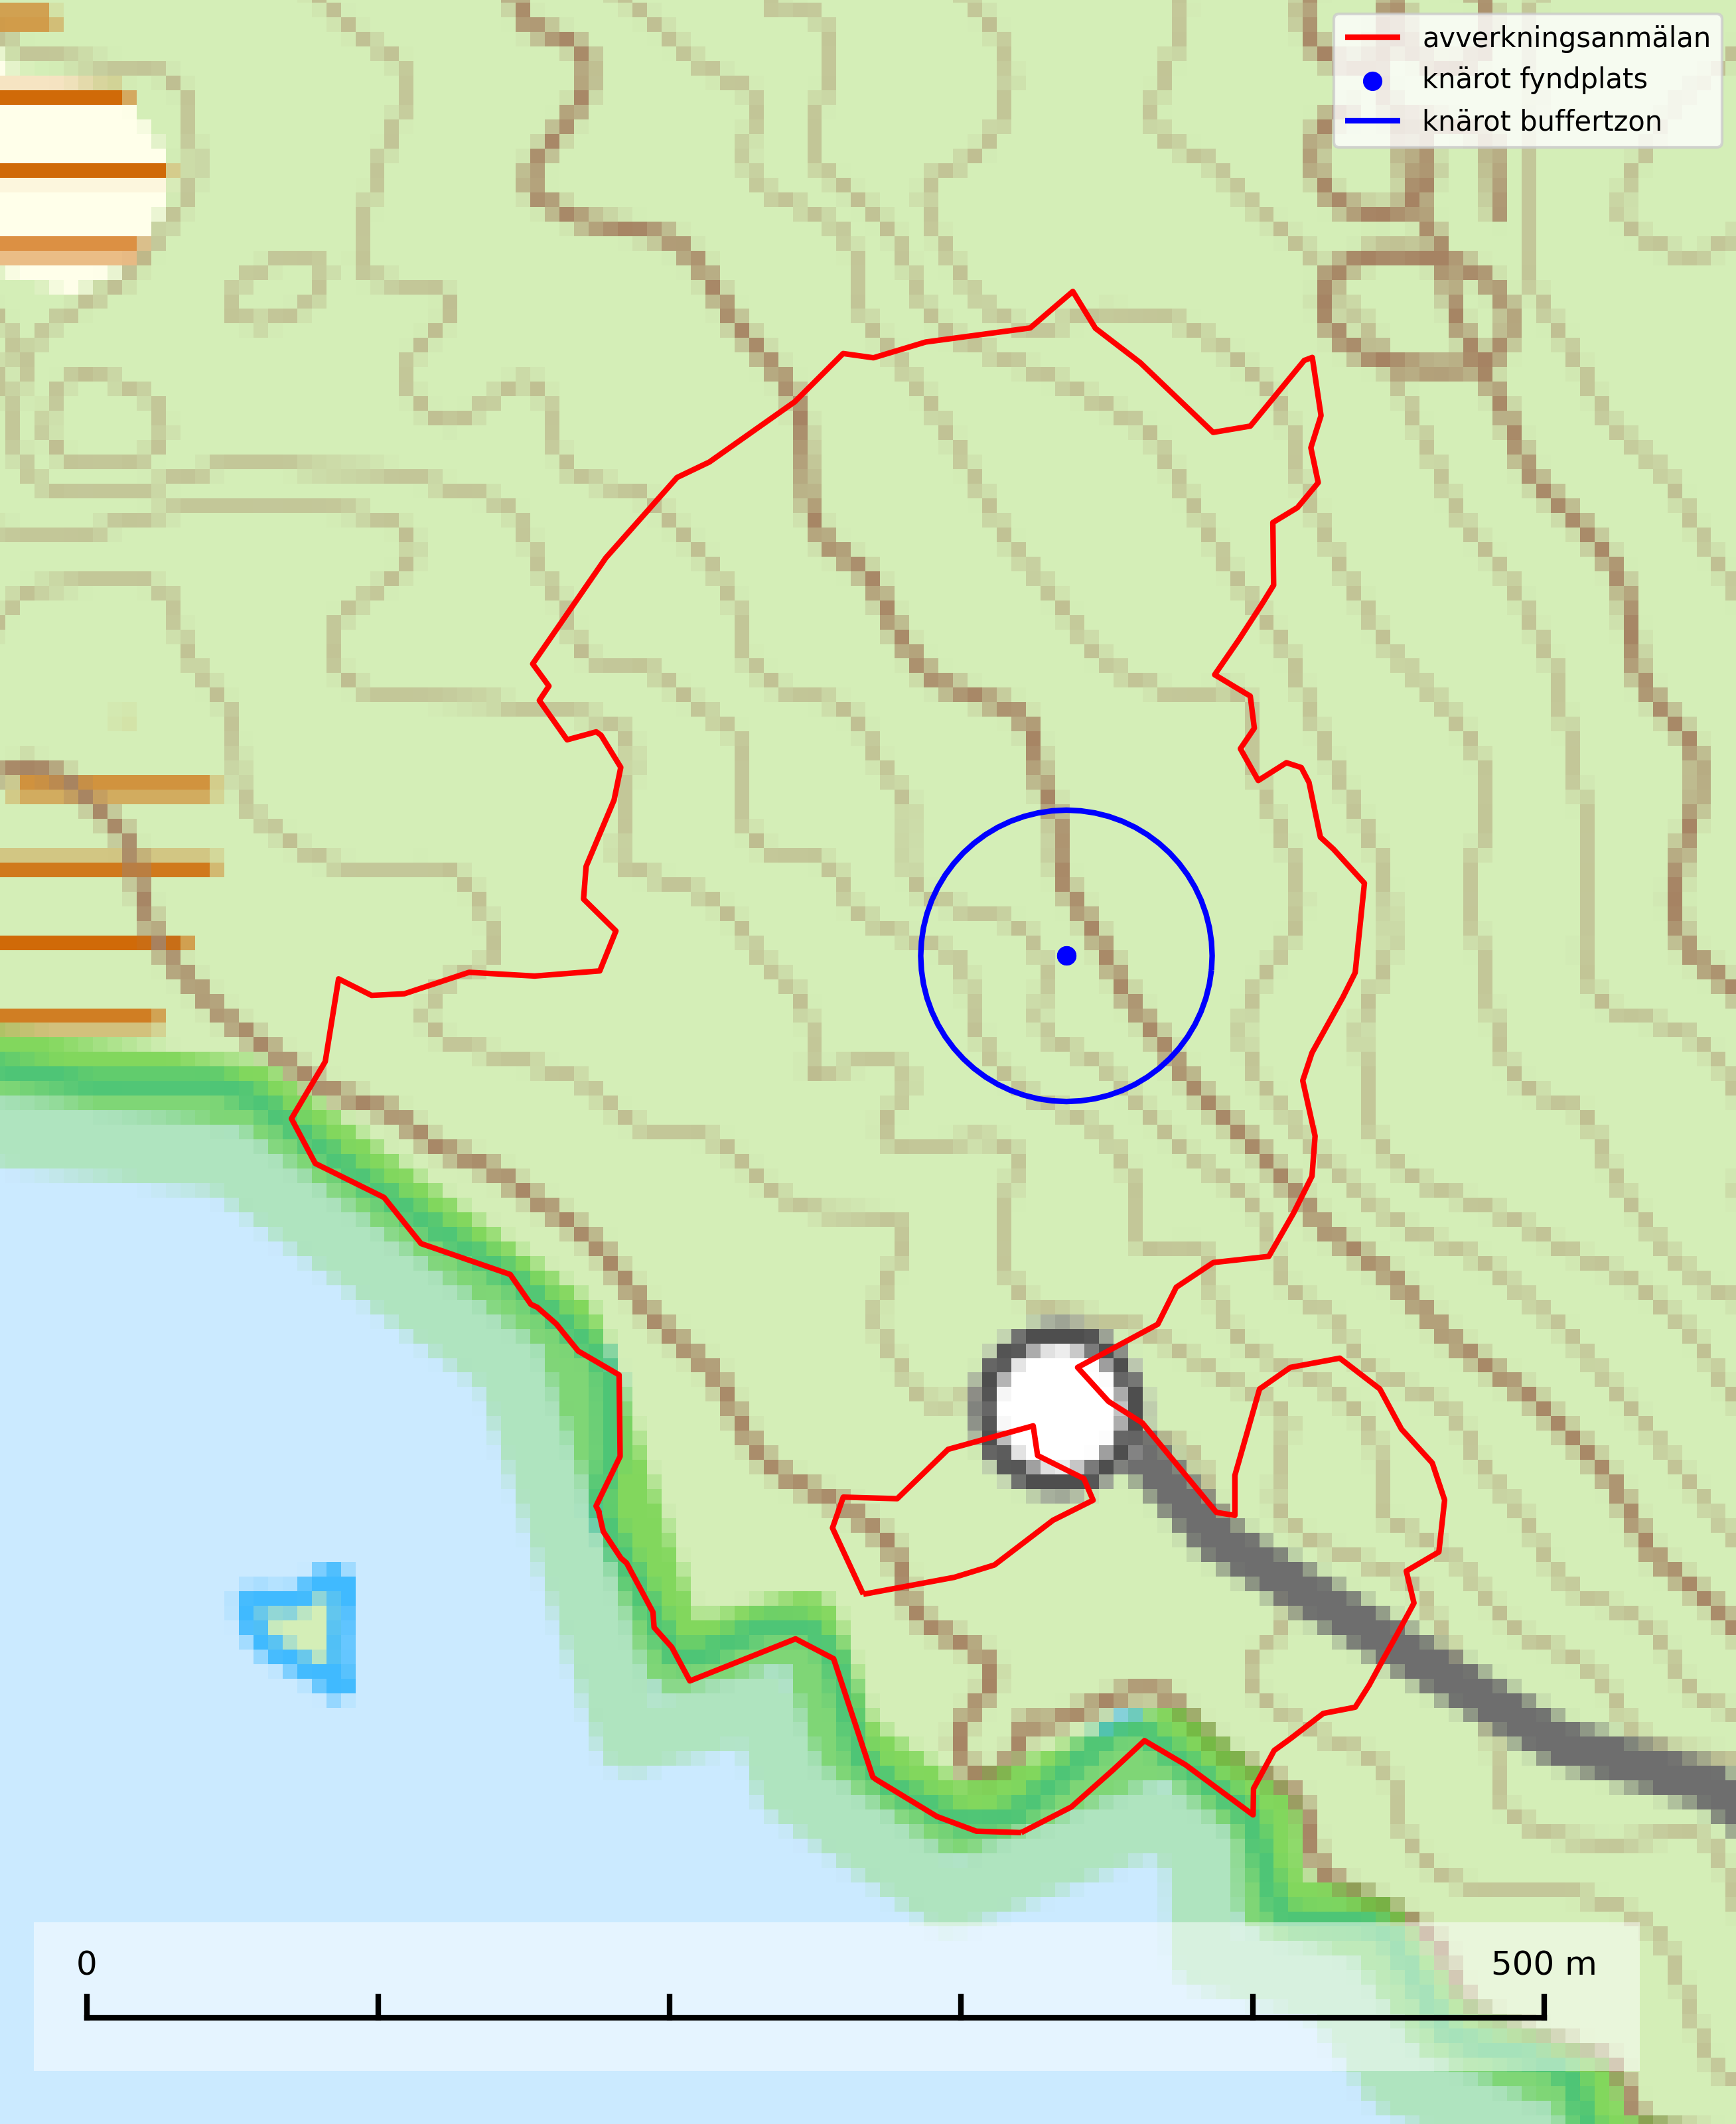 avverkningsanmälan
knärot fyndplats
knärot buffertzon
0
500 m